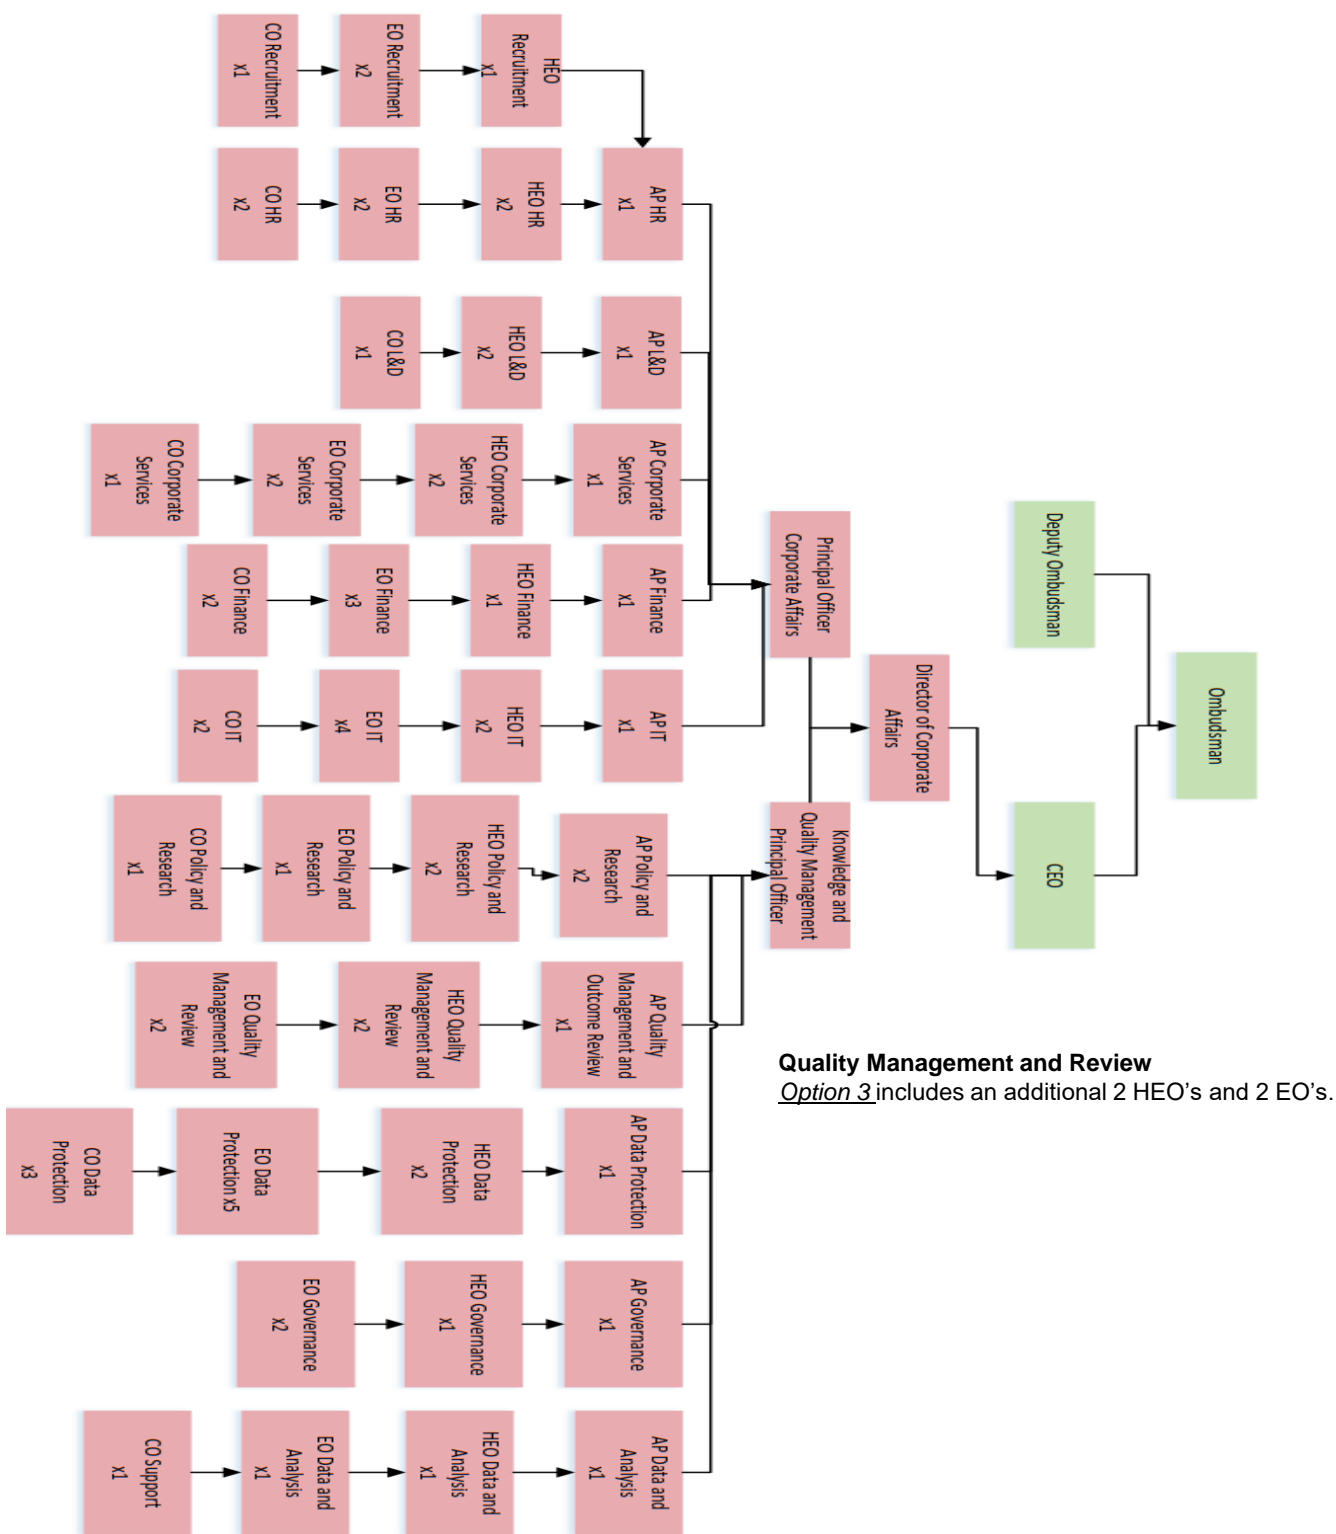 Ombudsman
Deputy Ombudsman
CEO
Director of Corporate
Affairs
Principal Officer
Corporate Affairs
Knowledge and
Quality Management
Principal Officer
HEO
Recruitment
x1
EO Recruitment
x2
CO Recruitment
x1
AP HR
x1
HEO HR
x2
EO HR
x2
CO HR
x2
AP L&D
x1
HEO L&D
x2
CO L&D
x1
AP Corporate
Services
x1
HEO Corporate
Services
x2
EO Corporate
Services
x2
CO Corporate
Services
x1
AP Finance
x1
HEO Finance
x1
EO Finance
x3
CO Finance
x2
AP IT
x1
HEO IT
x2
EO IT
x4
CO IT
x2
AP Policy and
Research
x2
HEO Policy and
Research
x2
EO Policy and
Research
x1
CO Policy and
Research
x1
AP Quality
Management and
Outcome Review
x1
HEO Quality
Management and
Review
x2
EO Quality
Management and
Review
x2
AP Data Protection
x1
HEO Data
Protection
x2
EO Data
Protection x5
CO Data
Protection
x3
AP Governance
x1
HEO Governance
x1
EO Governance
x2
AP Data and
Analysis
x1
HEO Data and
Analysis
x1
EO Data and
Analysis
x1
CO Support
x1
Quality Management and Review
Option 3 includes an additional 2 HEO's and 2 EO's.